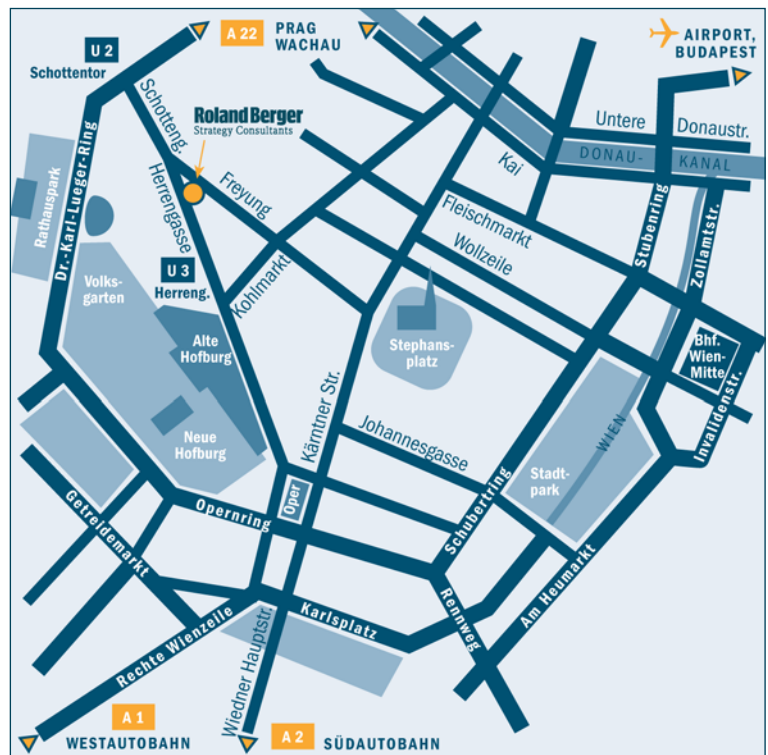 U 2
Schottentor
A 22
PRAG
WACHAU
AIRPORT,
BUDAPEST
Schotteng.
Roland Berger
Strategy Consultants
Untere
Donaustr.
DONAU-
KANAL
Kai
Rathauspark
Dr.-Karl-Lueger-Ring
Herrengasse
Freyung
Fleischmarkt
Wollzeile
Stubenring
Zollamtstr.
U 3
Herreng.
Kohlmarkt
Volks-
garten
Alte
Hofburg
Stephans-
platz
Bhf.
Wien-
Mitte
Invalidenstr.
Neue
Hofburg
Kärntner Str.
Johannesgasse
WIEN
Stadt-
park
Getreidemarkt
Opernring
Oper
Schubertring
Am Heumarkt
Karlsplatz
Rennweg
Rechte Wienzeile
Wiedner Hauptstr.
A 1
WESTAUTOBAHN
A 2
SÜDAUTOBAHN